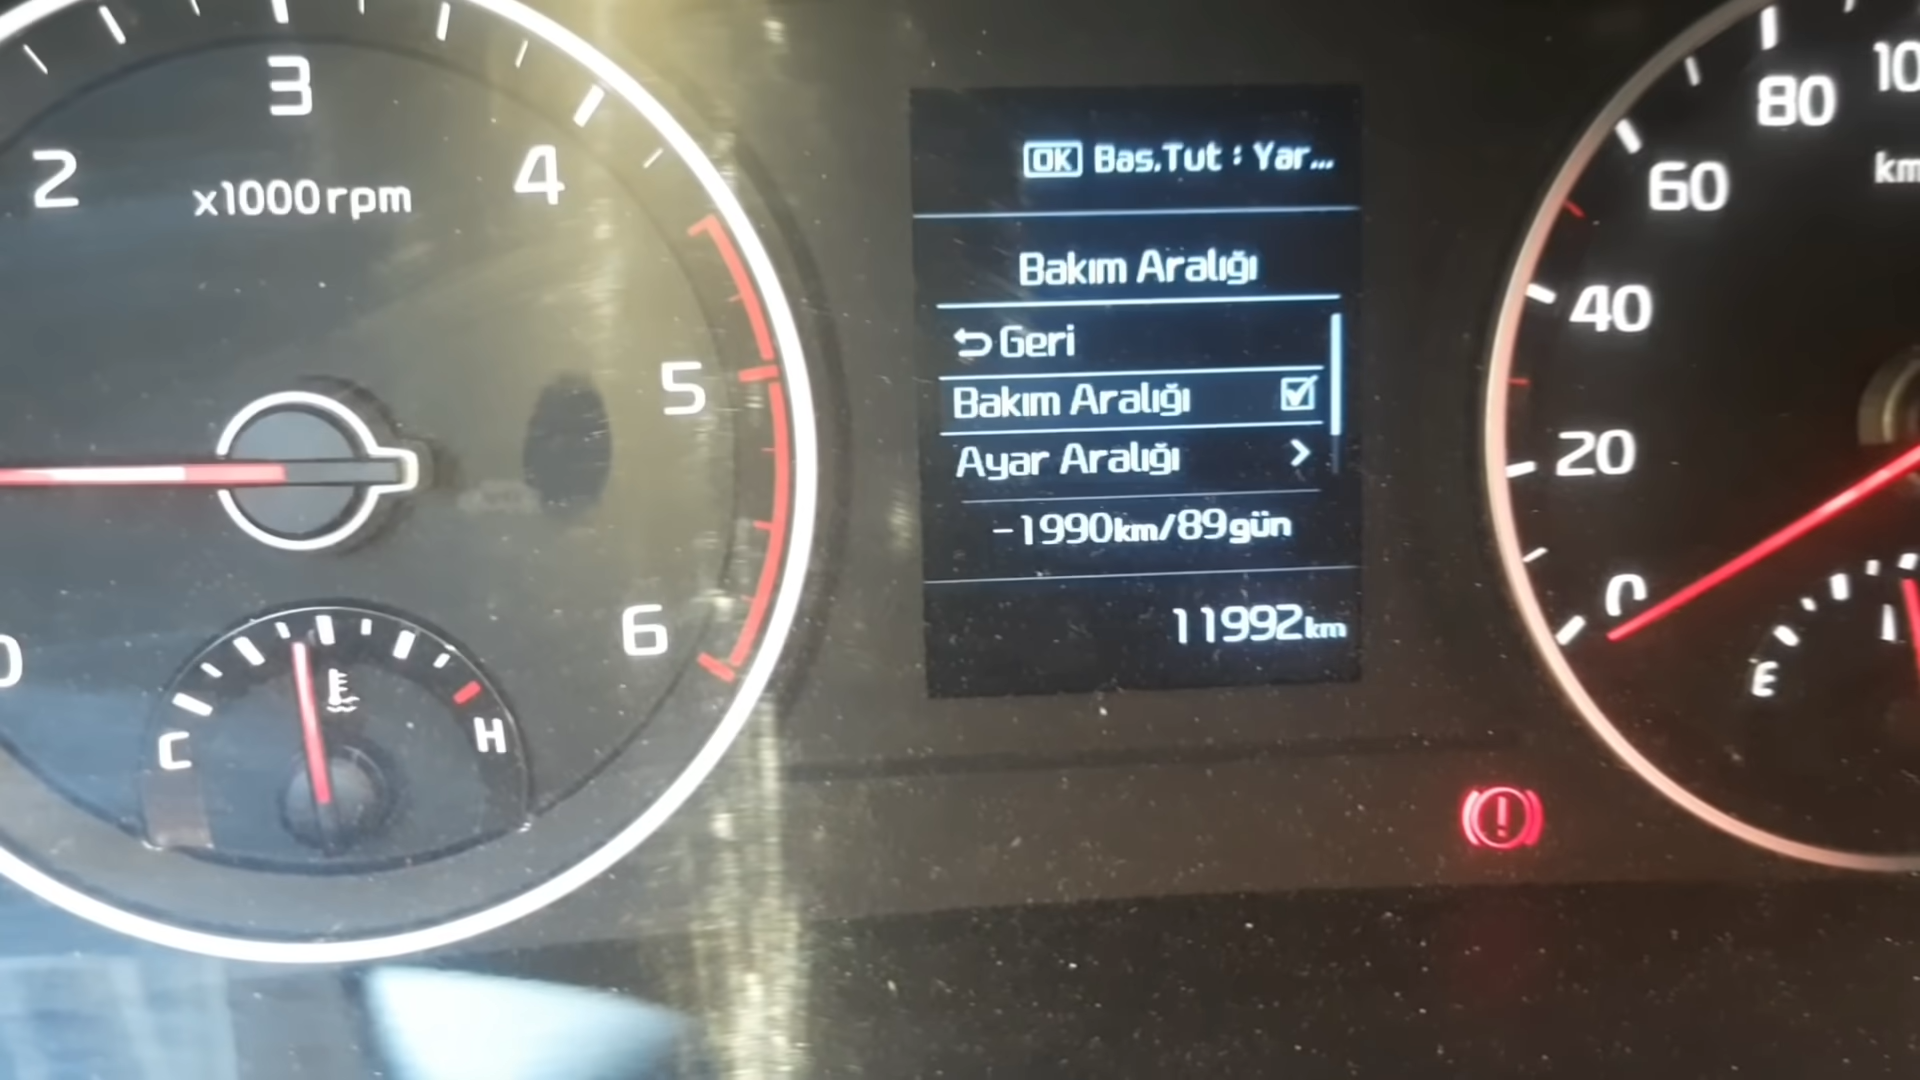 2
3
4
5
6
0
x1000rpm
C
H
OK Bas.Tut : Yar...
Bakım Aralığı
Geri
Bakım Aralığı
Ayar Aralığı
-1990km/89gün
11992km
80
60
40
20
0
E